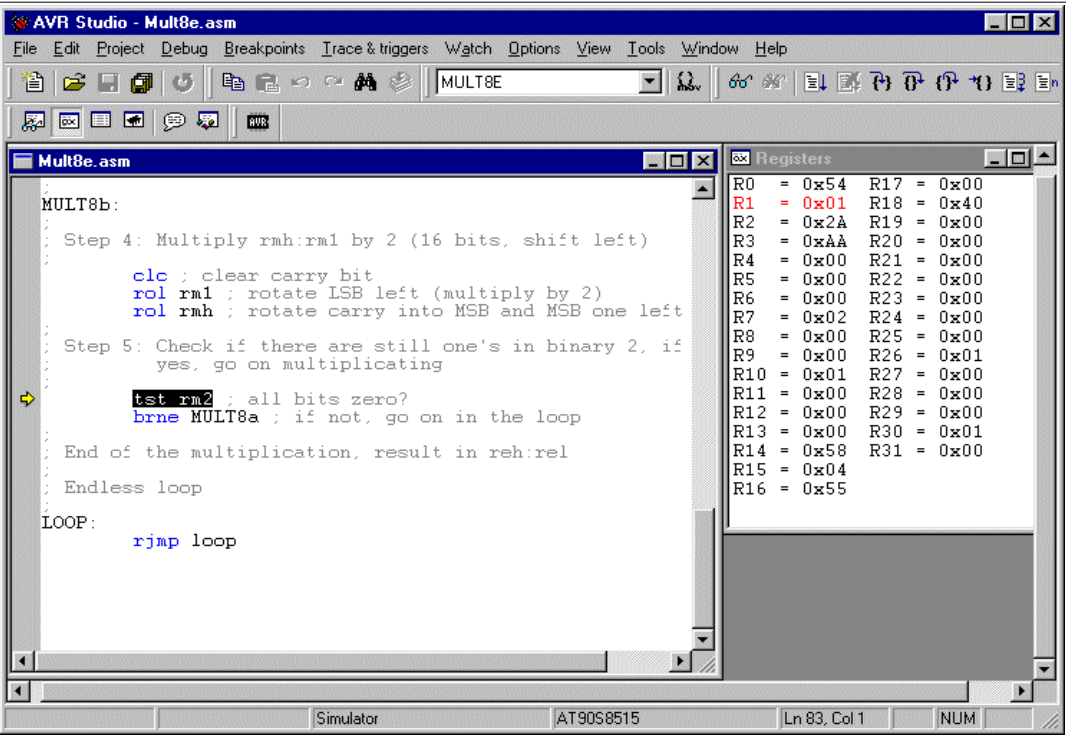 AVR Studio - Mult8e.asm
File Edit Project Debug Breakpoints Trace & triggers Watch Options View Tools Window Help
MULT8E
AVR
Mult8e.asm
;
MULT8b:
;
; Step 4: Multiply rmh:rm1 by 2 (16 bits, shift left)
;
clc ; clear carry bit
rol rm1 ; rotate LSB left (multiply by 2)
rol rmh ; rotate carry into MSB and MSB one left
;
; Step 5: Check if there are still one's in binary 2, if
; yes, go on multiplicating
;
tst rm2 ; all bits zero?
brne MULT8a ; if not, go on in the loop
;
; End of the multiplication, result in reh:rel
;
; Endless loop
;
LOOP:
rjmp loop
Registers
R0 = 0x54 R17 = 0x00
R1 = 0x01 R18 = 0x40
R2 = 0x2A R19 = 0x00
R3 = 0xAA R20 = 0x00
R4 = 0x00 R21 = 0x00
R5 = 0x00 R22 = 0x00
R6 = 0x00 R23 = 0x00
R7 = 0x02 R24 = 0x00
R8 = 0x00 R25 = 0x00
R9 = 0x00 R26 = 0x01
R10 = 0x01 R27 = 0x00
R11 = 0x00 R28 = 0x00
R12 = 0x00 R29 = 0x00
R13 = 0x00 R30 = 0x01
R14 = 0x58 R31 = 0x00
R15 = 0x04
R16 = 0x55
Simulator AT90S8515 Ln 83, Col 1 NUM